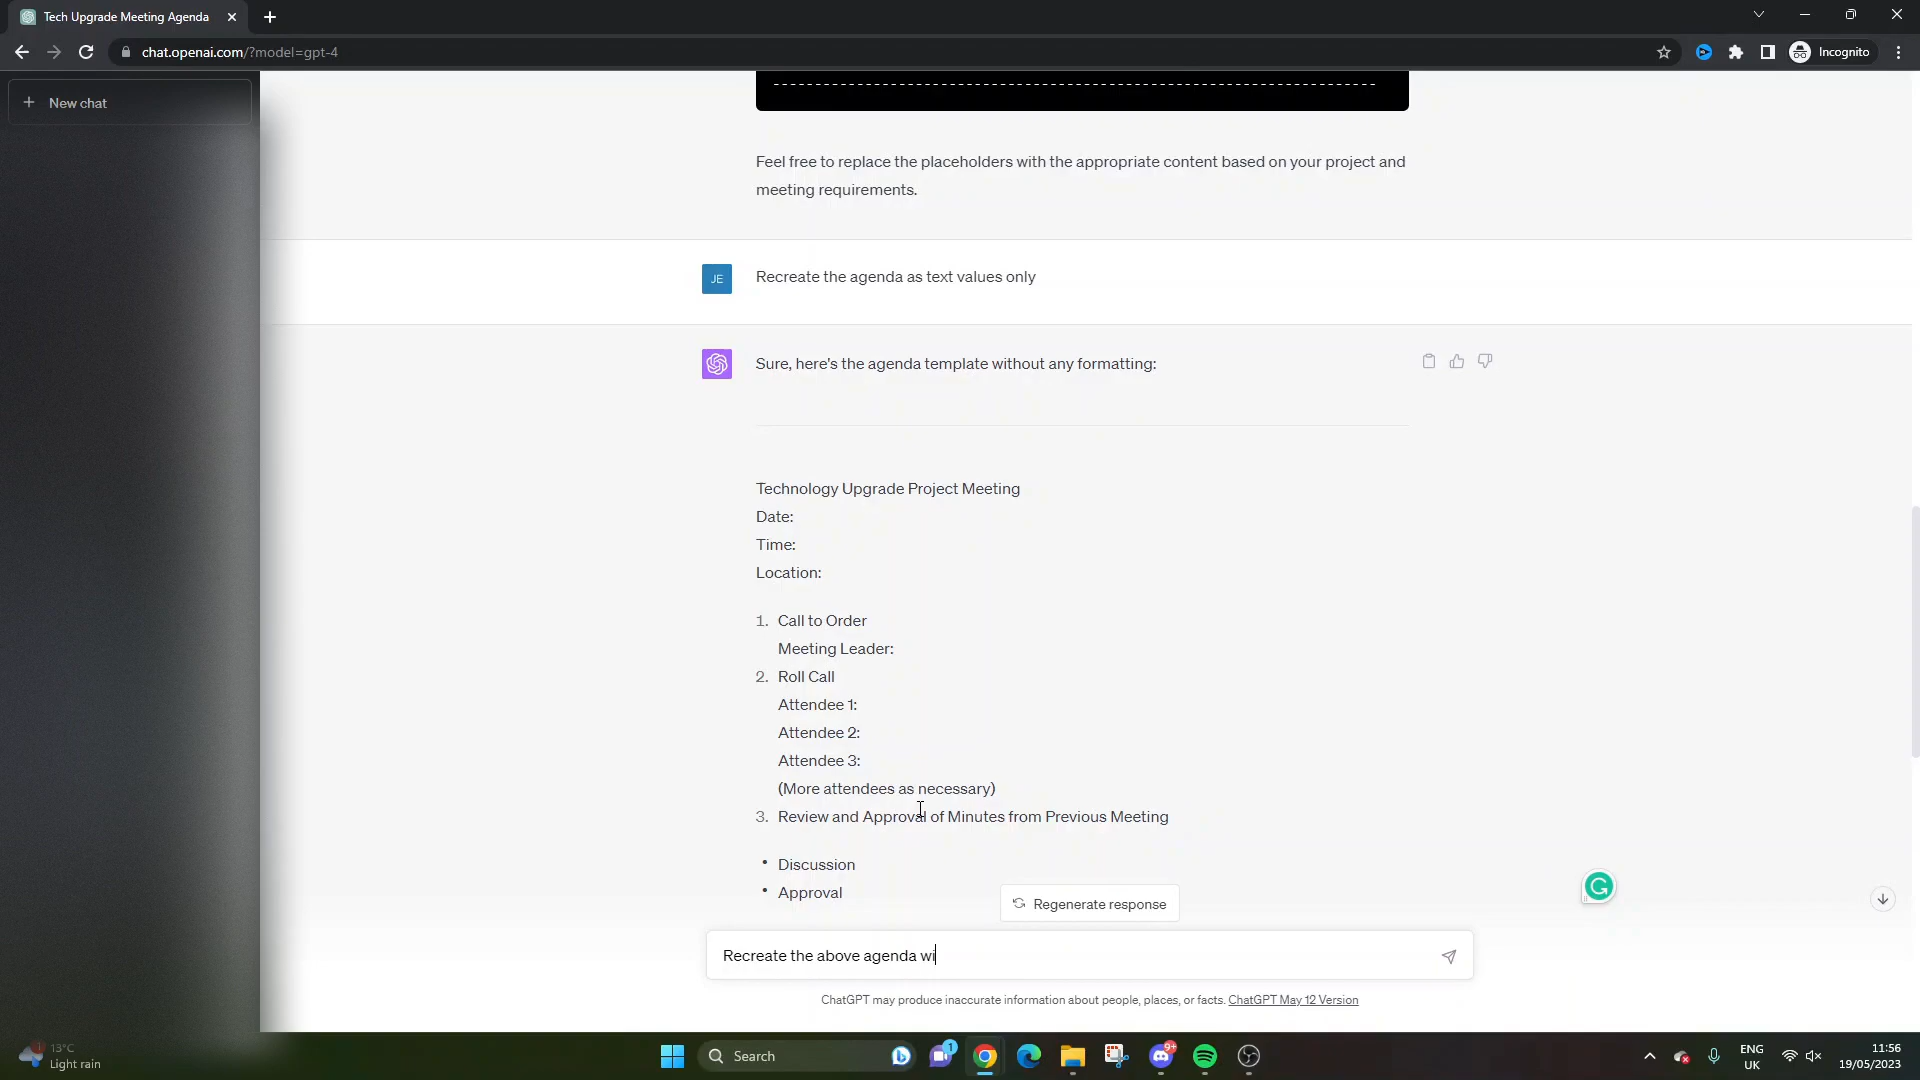 Tech Upgrade Meeting Agenda
chat.openai.com/?model=gpt-4
Incognito
New chat
Feel free to replace the placeholders with the appropriate content based on your project and
meeting requirements.
JE
Recreate the agenda as text values only
Sure, here's the agenda template without any formatting:
Technology Upgrade Project Meeting
Date:
Time:
Location:
1. Call to Order
Meeting Leader:
2. Roll Call
Attendee 1:
Attendee 2:
Attendee 3:
(More attendees as necessary)
3. Review and Approval of Minutes from Previous Meeting
• Discussion
• Approval
Regenerate response
Recreate the above agenda wi
ChatGPT may produce inaccurate information about people, places, or facts. ChatGPT May 12 Version
1
13°C
Light rain
Search
1
9+
ENG
UK
11:56
19/05/2023